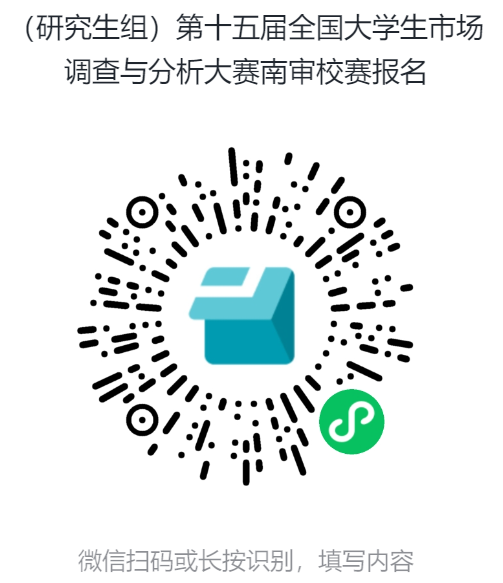 （研究生组）第十五届全国大学生市场
调查与分析大赛南审校赛报名
微信扫码或长按识别，填写内容